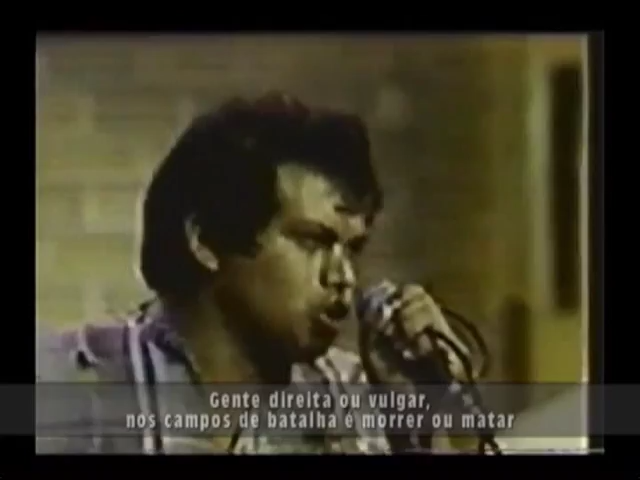 Gente direita ou vulgar,
nos campos de batalha é morrer ou matar